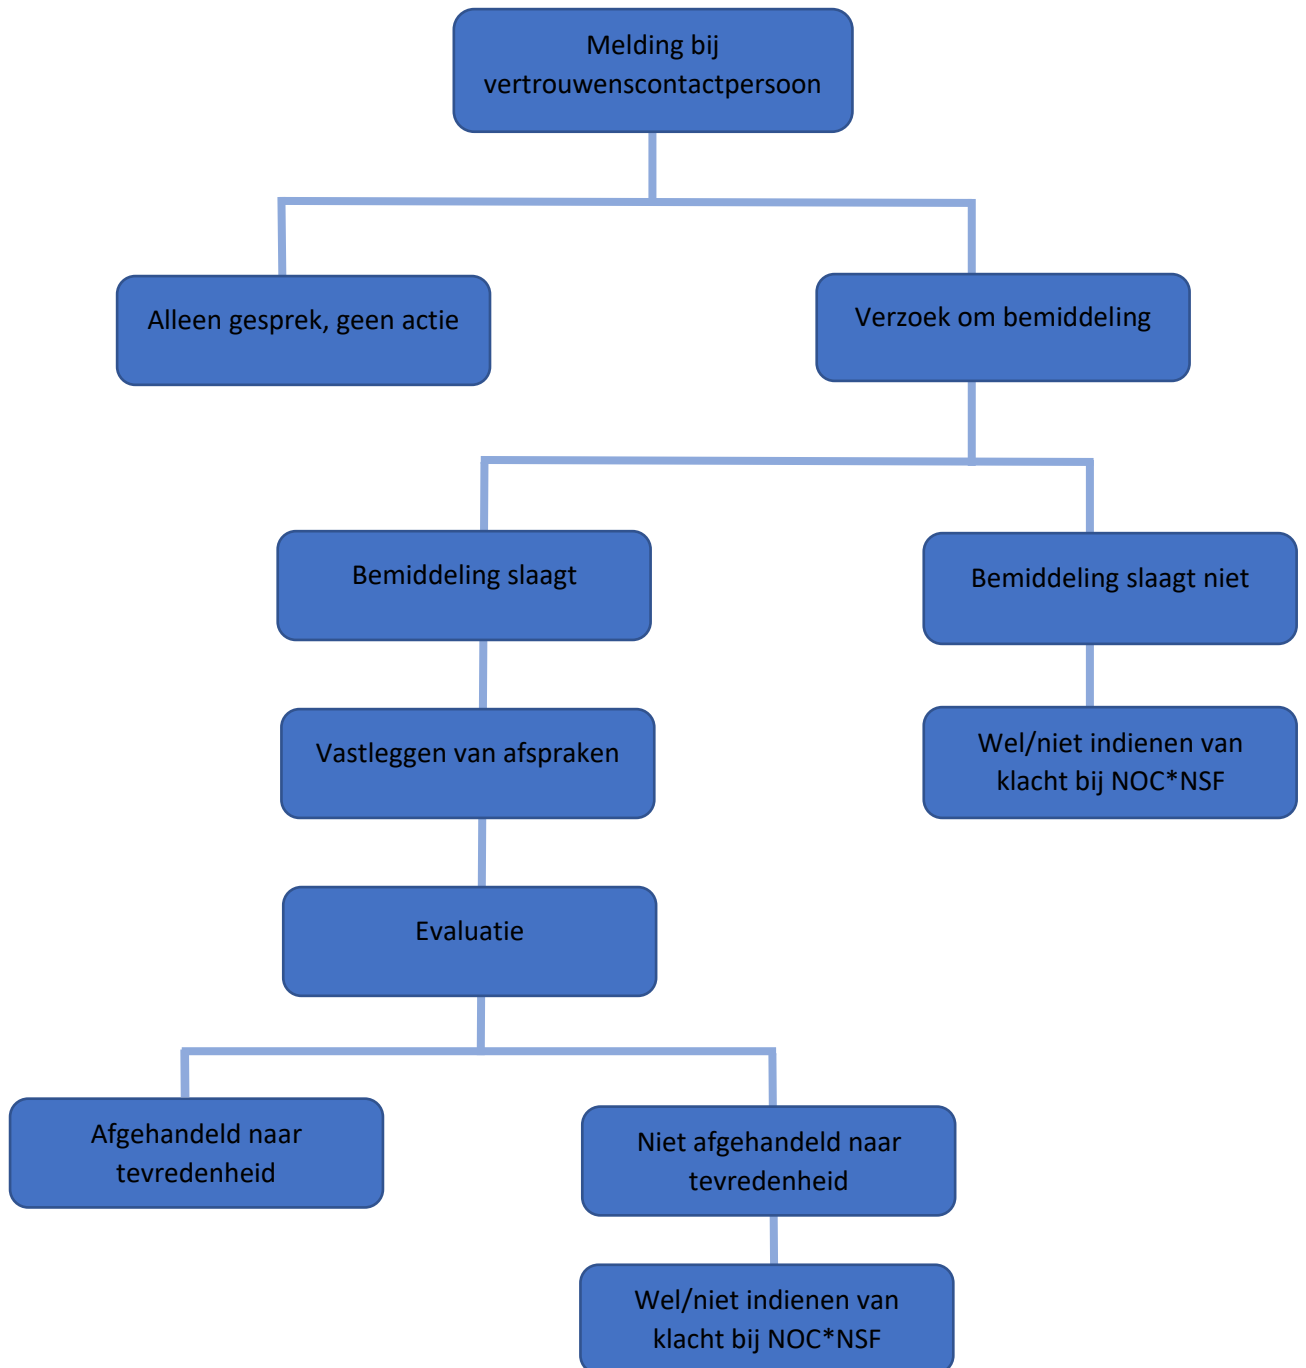 Melding bij
vertrouwenscontactpersoon
Alleen gesprek, geen actie
Verzoek om bemiddeling
Bemiddeling slaagt
Bemiddeling slaagt niet
Vastleggen van afspraken
Wel/niet indienen van
klacht bij NOC*NSF
Evaluatie
Afgehandeld naar
tevredenheid
Niet afgehandeld naar
tevredenheid
Wel/niet indienen van
klacht bij NOC*NSF